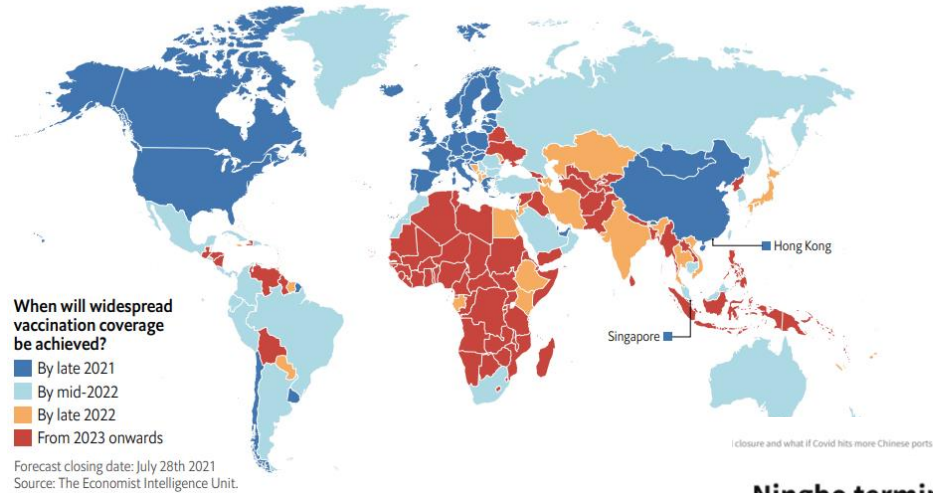 Hong Kong
Singapore
When will widespread
vaccination coverage
be achieved?
By late 2021
By mid-2022
By late 2022
From 2023 onwards
Forecast closing date: July 28th 2021
Source: The Economist Intelligence Unit.
closure and what if Covid hits more Chinese ports
Ningbo